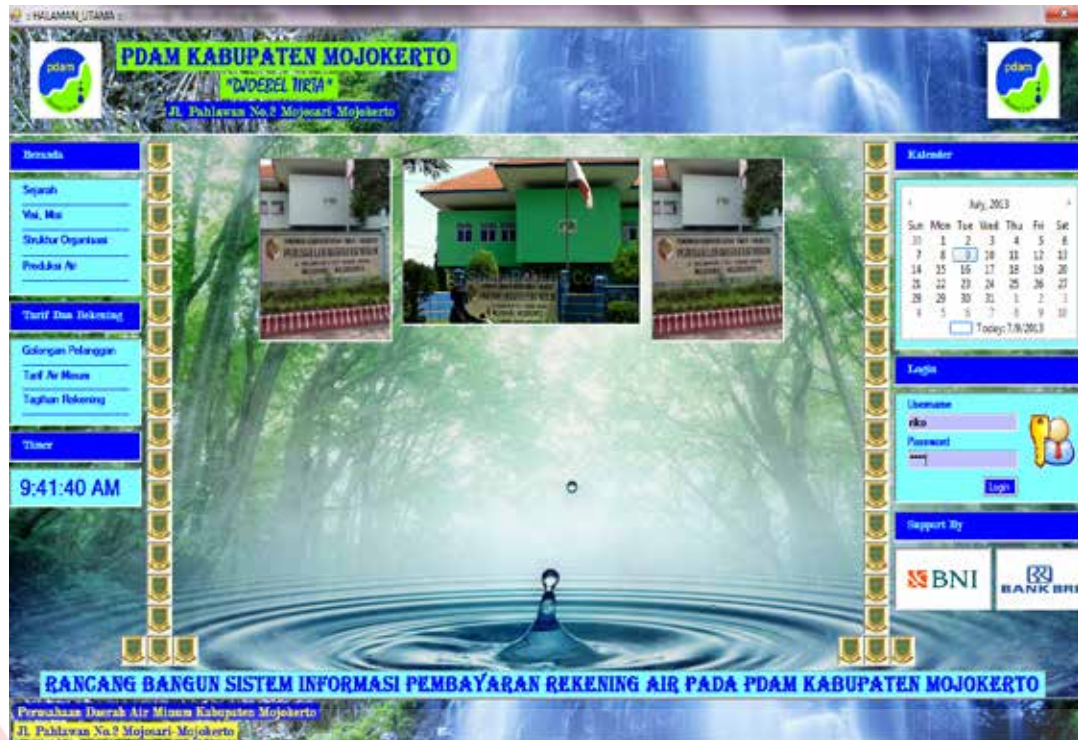 :: HALAMAN_UTAMA ::
pdam
PDAM KABUPATEN MOJOKERTO
"DJOEBEL TIRTA"
Jl. Pahlawan No.2 Mojosari-Mojokerto
pdam
Beranda
Sejarah
Visi, Misi
Struktur Organisasi
Produksi Air
Tarif Dan Rekening
Golongan Pelanggan
Tarif Air Minum
Tagihan Rekening
Timer
9:41:40 AM
Kalender
July, 2013
Sun Mon Tue Wed Thu Fri Sat
30 1 2 3 4 5 6
7 8 9 10 11 12 13
14 15 16 17 18 19 20
21 22 23 24 25 26 27
28 29 30 31 1 2 3
4 5 6 7 8 9 10
Today: 7/9/2013
Login
Username
riko
Password
****
Login
Support By
BNI
BRI
BANK BRI
RANCANG BANGUN SISTEM INFORMASI PEMBAYARAN REKENING AIR PADA PDAM KABUPATEN MOJOKERTO
Perusahaan Daerah Air Minum Kabupaten Mojokerto
Jl. Pahlawan No.2 Mojosari-Mojokerto